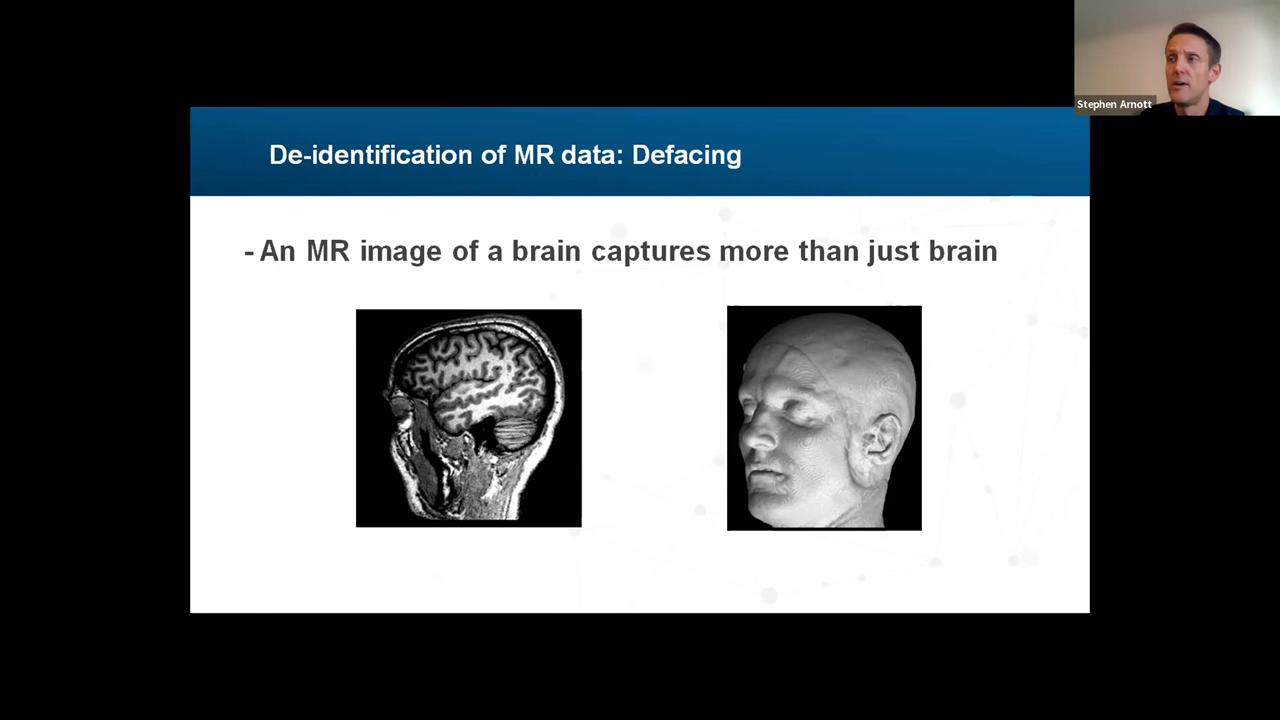 Stephen Arnott
De-identification of MR data: Defacing
- An MR image of a brain captures more than just brain